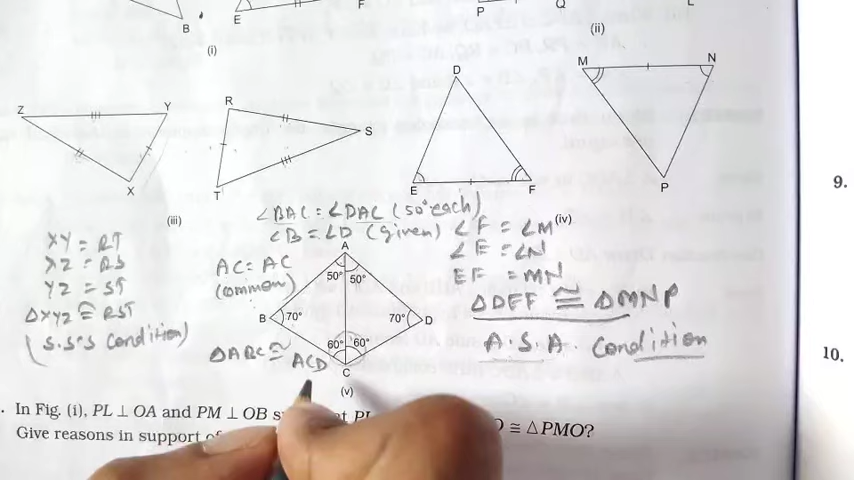 B
E
F
P
Q
L
(i)
(ii)
Z
Y
X
R
S
T
D
E
F
M
N
P
9.
(iii)
(iv)
∠BAC = ∠DAC (50° each)
∠B = ∠D (given)
AC = AC
(common)
XY = RT
XZ = RS
YZ = ST
ΔXYZ ≅ RST
(S.S.S Condition)
A
50° 50°
B 70°
70° D
60° 60°
C
ΔABC ≅ ACD
(v)
∠F = ∠M
∠E = ∠N
EF = MN
ΔDEF ≅ ΔMNP
A.S.A Condition
10.
. In Fig. (i), PL ⊥ OA and PM ⊥ OB
≅ ΔPMO?
Give reasons in support of